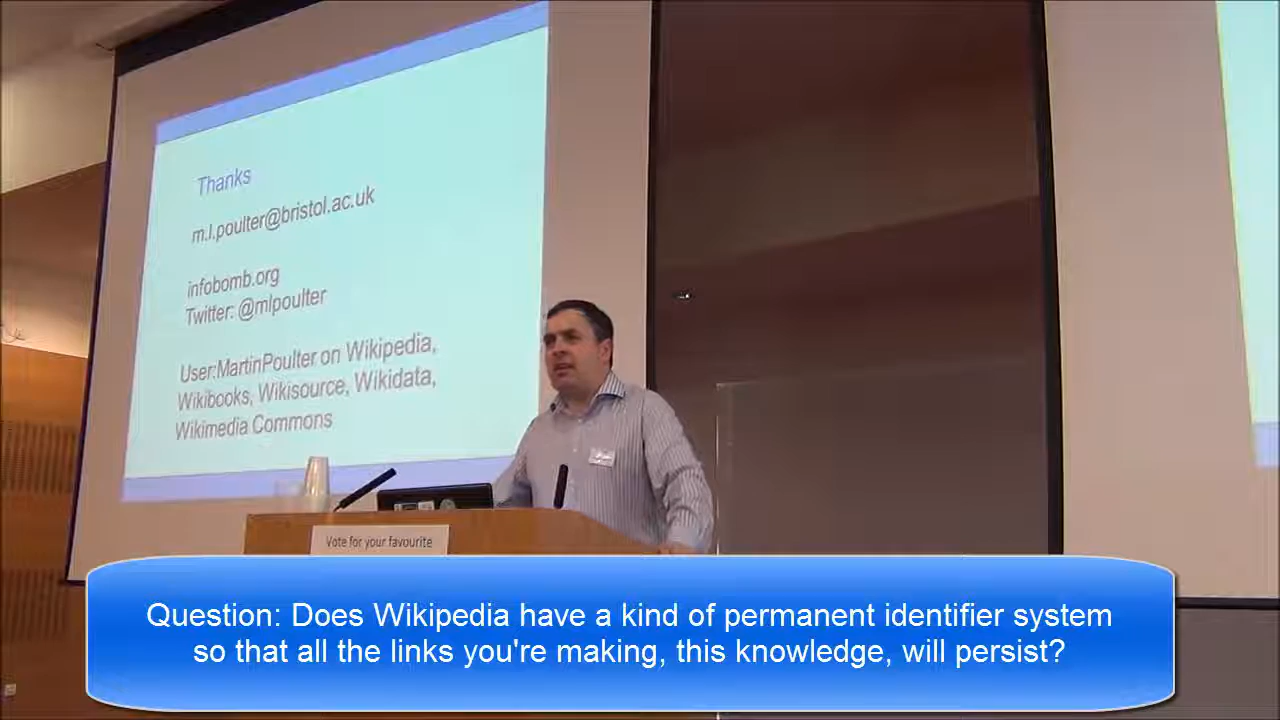 Thanks
m.l.poulter@bristol.ac.uk
infobomb.org
Twitter: @mlpoulter
User:MartinPoulter on Wikipedia,
Wikibooks, Wikisource, Wikidata,
Wikimedia Commons
Vote for your favourite
Question: Does Wikipedia have a kind of permanent identifier system
so that all the links you're making, this knowledge, will persist?